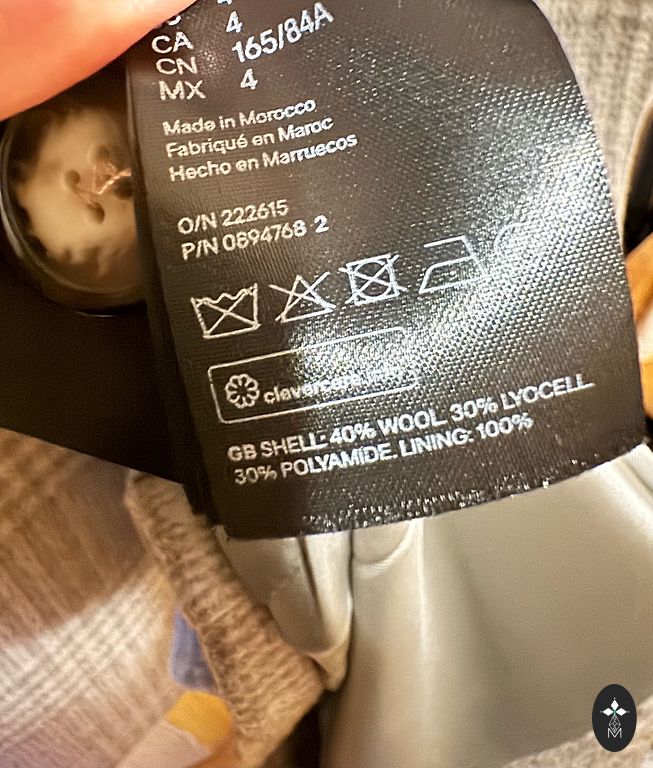 4
CA 4
CN 165/84A
MX 4
Made in Morocco
Fabriqué en Maroc
Hecho en Marruecos
O/N 222615
P/N 0894768 2
GB SHELL: 40% WOOL 30% LYOCELL
30% POLYAMIDE. LINING: 100%